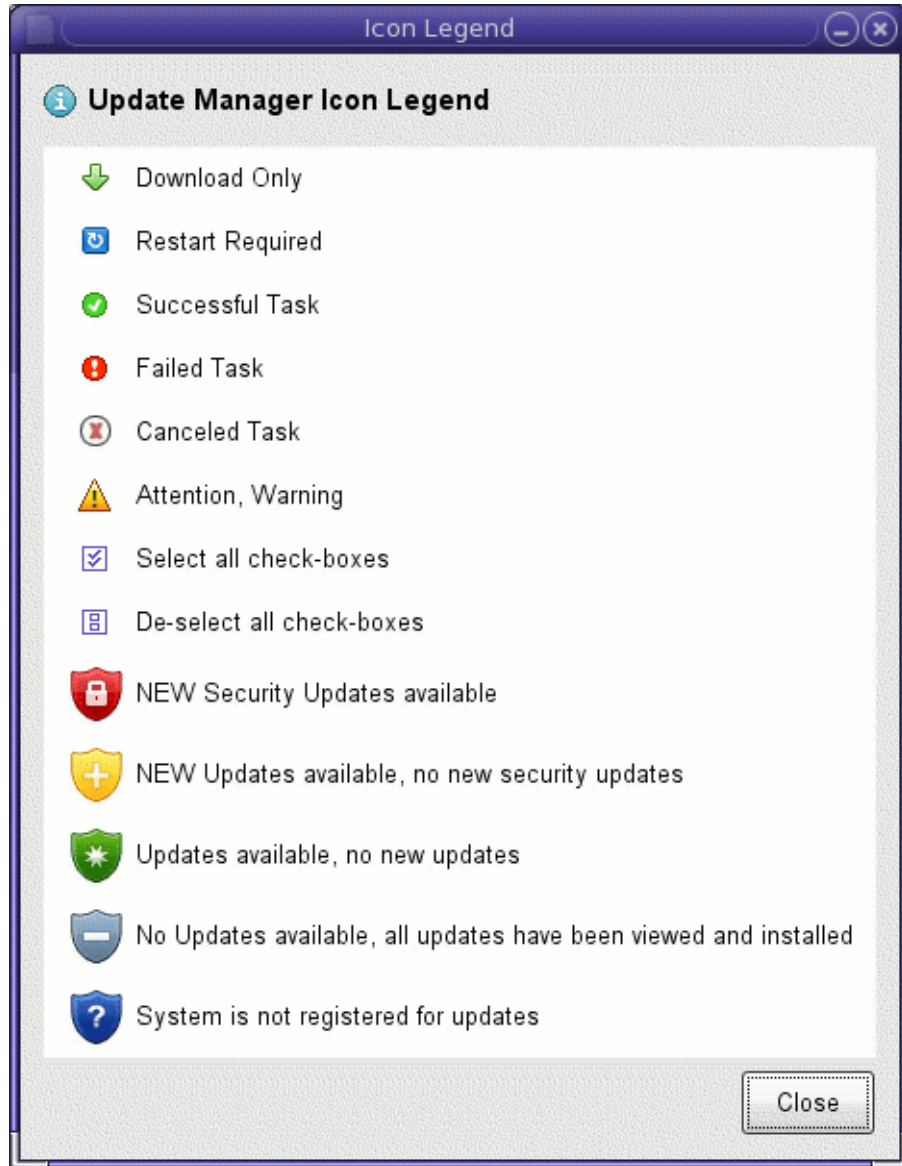 Icon Legend
Update Manager Icon Legend
Download Only
Restart Required
Successful Task
Failed Task
Canceled Task
Attention, Warning
Select all check-boxes
De-select all check-boxes
NEW Security Updates available
NEW Updates available, no new security updates
Updates available, no new updates
No Updates available, all updates have been viewed and installed
System is not registered for updates
Close